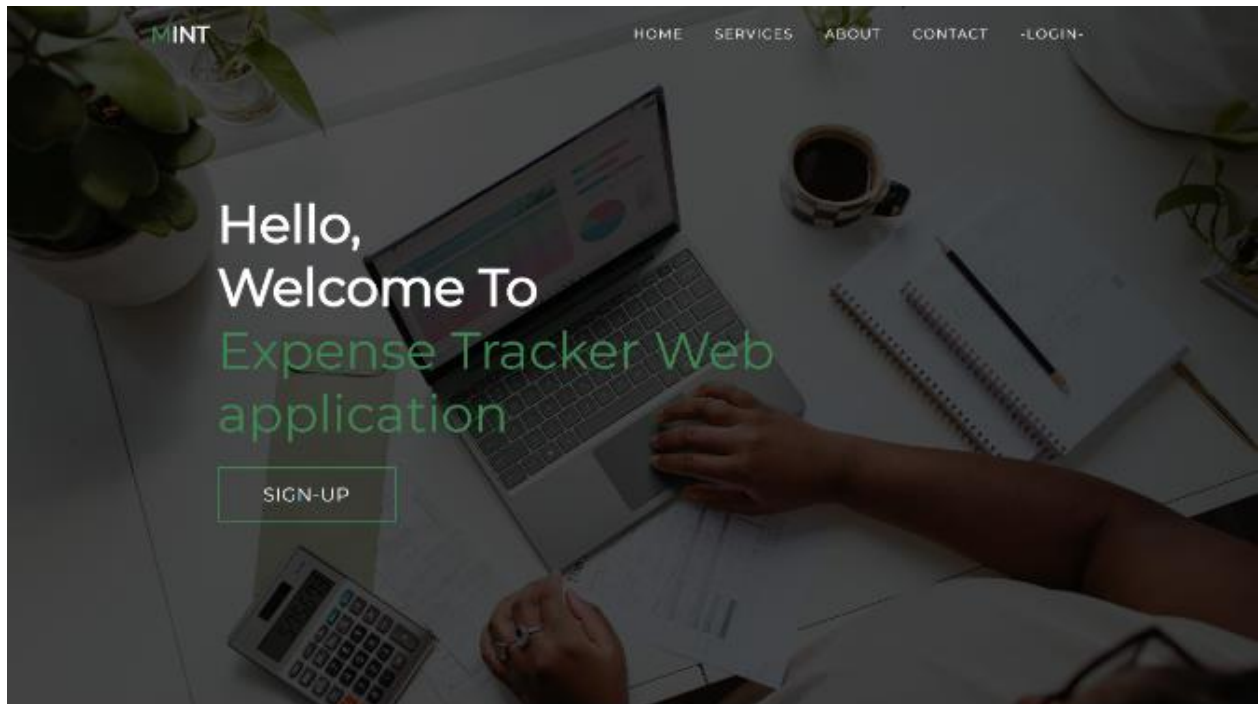 MINT
HOME SERVICES ABOUT CONTACT -LOGIN-
Hello,
Welcome To
Expense Tracker Web
application
SIGN-UP